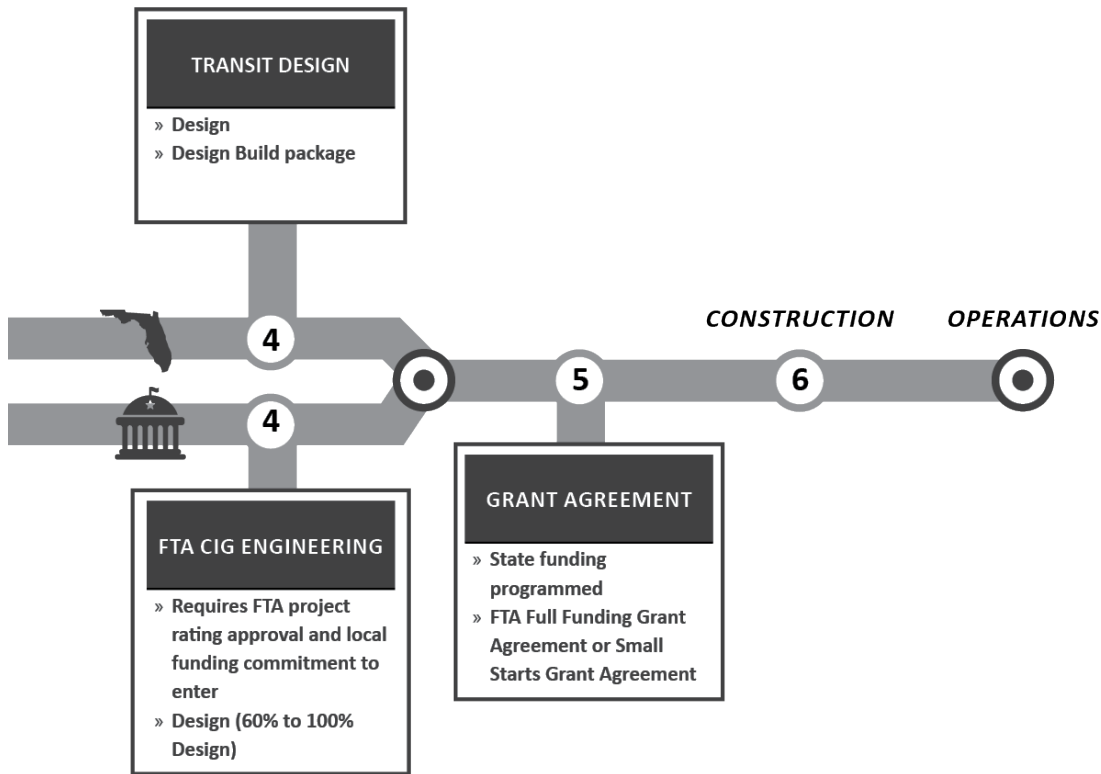 TRANSIT DESIGN
» Design
» Design Build package
4
4
FTA CIG ENGINEERING
» Requires FTA project
rating approval and local
funding commitment to
enter
» Design (60% to 100%
Design)
5
GRANT AGREEMENT
» State funding
programmed
» FTA Full Funding Grant
Agreement or Small
Starts Grant Agreement
CONSTRUCTION
6
OPERATIONS